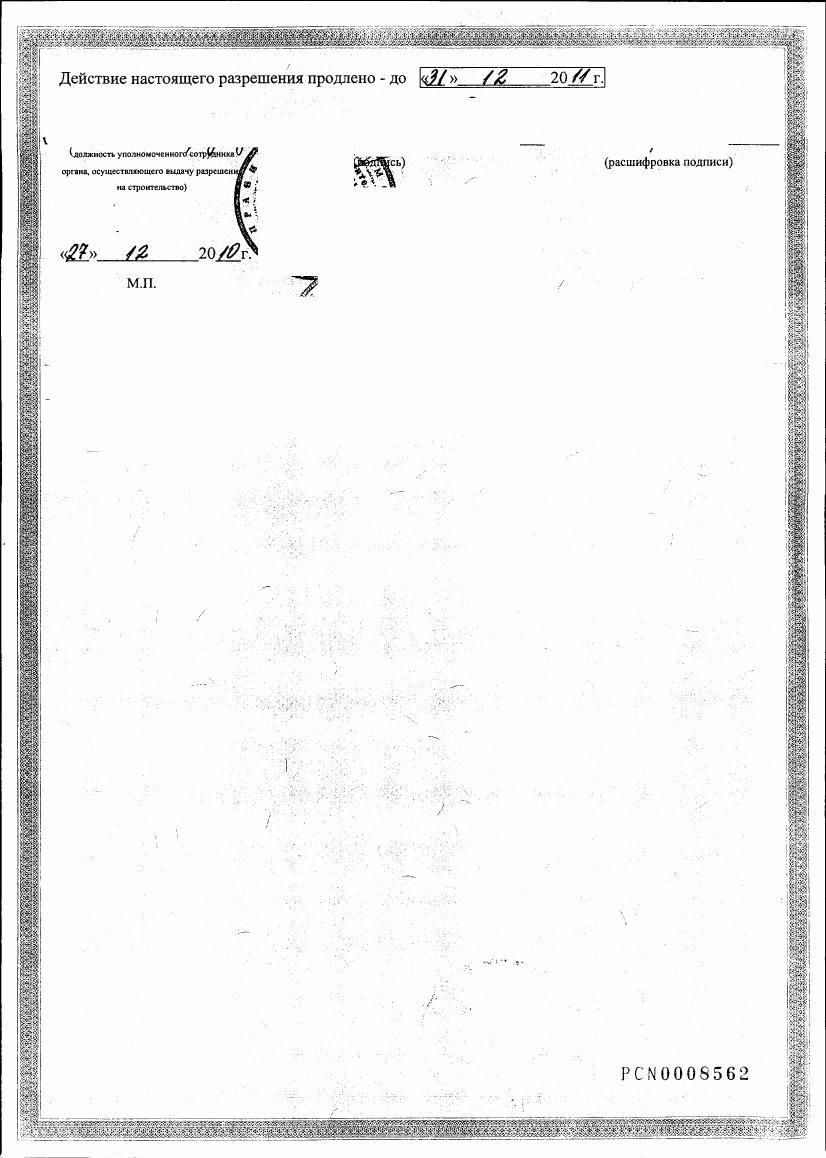 Действие настоящего разрешения продлено - до «31» 12 2011 г.
(должность уполномоченного сотрудника
органа, осуществляющего выдачу разрешения
на строительство)
(подпись)
(расшифровка подписи)
ПРАВИ
«27» 12 2010 г.
М.П.
PCN0008562